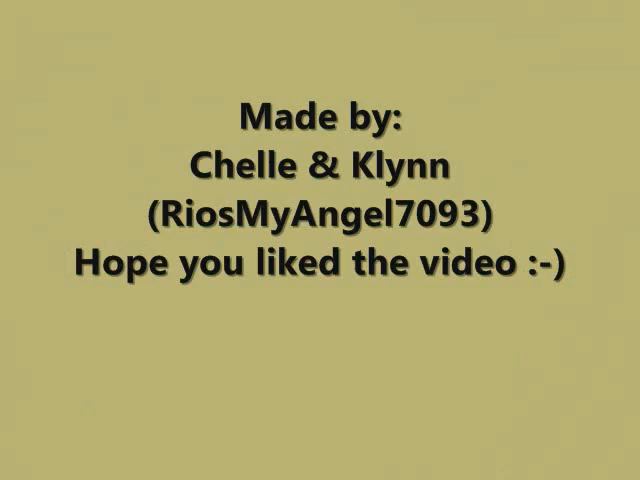 Made by:
Chelle & Klynn
(RiosMyAngel7093)
Hope you liked the video :-)